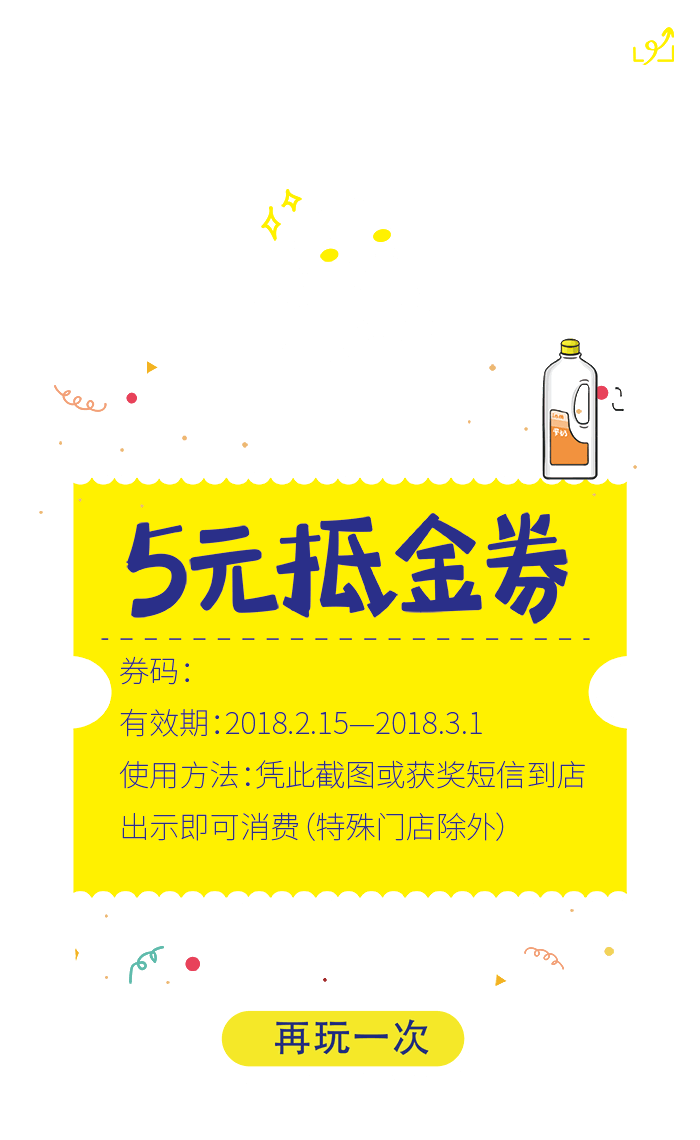 5元抵金券
券码：
有效期：2018.2.15—2018.3.1
使用方法：凭此截图或获奖短信到店
出示即可消费（特殊门店除外）
再玩一次